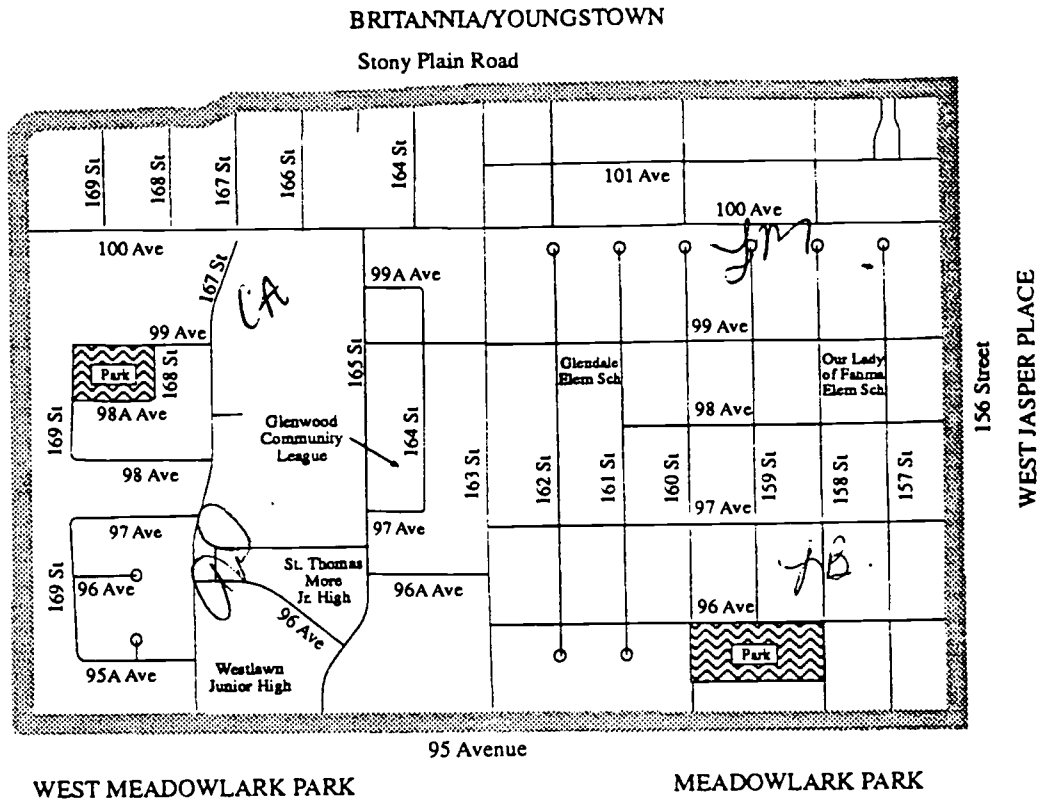 BRITANNIA/YOUNGSTOWN
Stony Plain Road
169 St
168 St
167 St
166 St
164 St
101 Ave
100 Ave
100 Ave
167 St
99A Ave
99 Ave
99 Ave
Park
168 St
165 St
Glendale
Elem Sch
Our Lady
of Fanma
Elem Sch
156 Street
WEST JASPER PLACE
98A Ave
98 Ave
169 St
Glenwood
Community
League
164 St
163 St
162 St
161 St
160 St
159 St
158 St
157 St
98 Ave
97 Ave
97 Ave
97 Ave
169 St
96 Ave
St. Thomas
More
Jr. High
96A Ave
96 Ave
96 Ave
JB
Park
95A Ave
Westlawn
Junior High
95 Avenue
WEST MEADOWLARK PARK
MEADOWLARK PARK